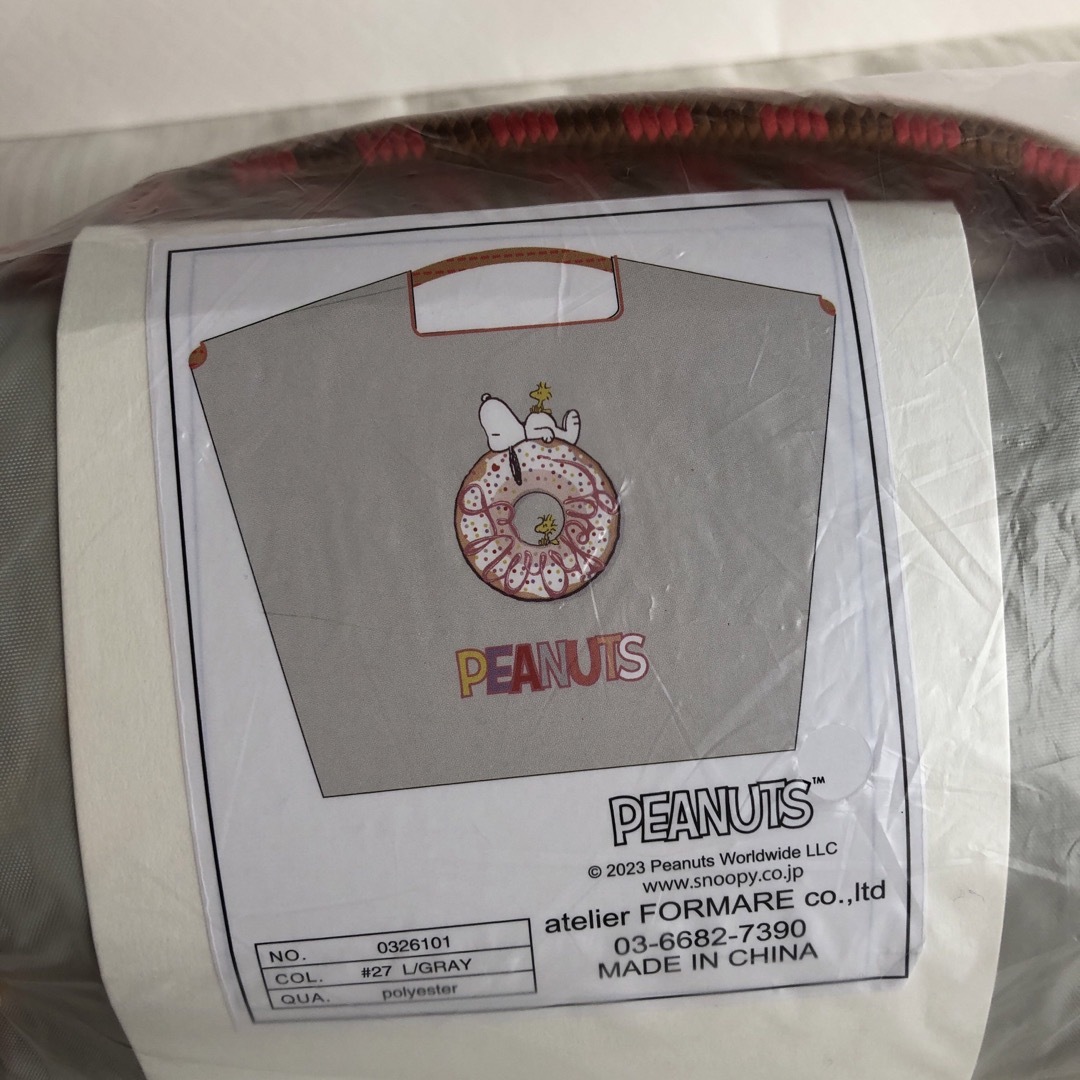 PEANUTS
PEANUTS™
© 2023 Peanuts Worldwide LLC
www.snoopy.co.jp
atelier FORMARE co.,ltd
03-6682-7390
MADE IN CHINA
NO. 0326101
COL. #27 L/GRAY
QUA. polyester